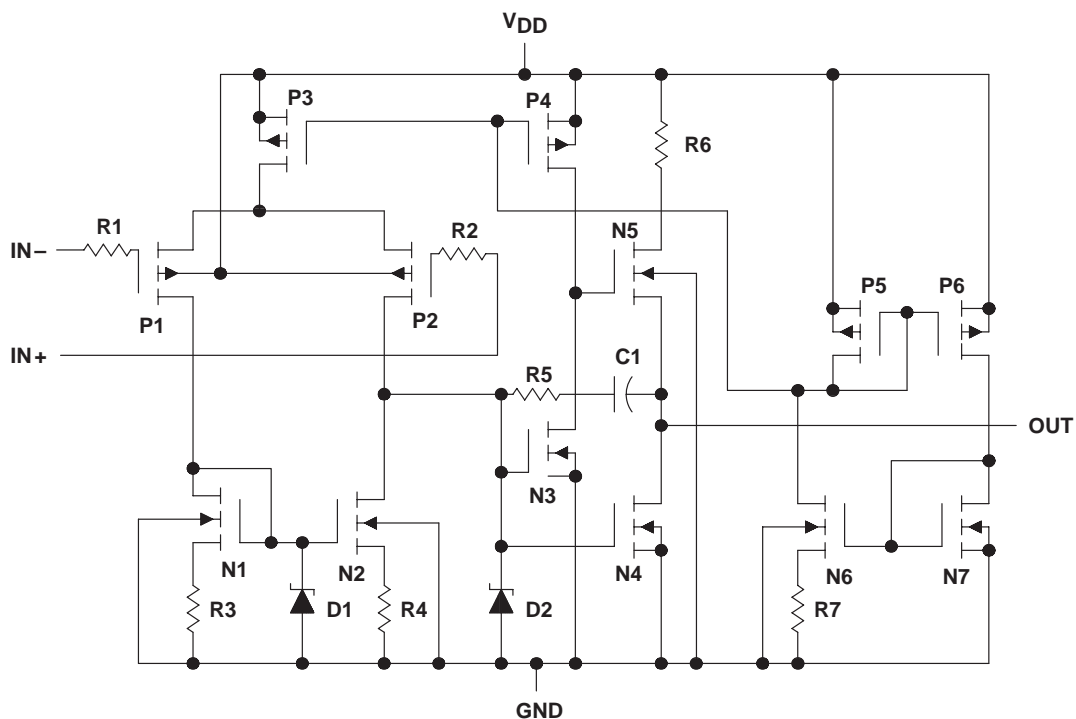 VDD
P3
P4
R6
R1
R2
N5
IN−
P5
P6
P1
P2
IN+
R5
C1
OUT
N3
N1
N2
N4
N6
N7
R3
D1
R4
D2
R7
GND